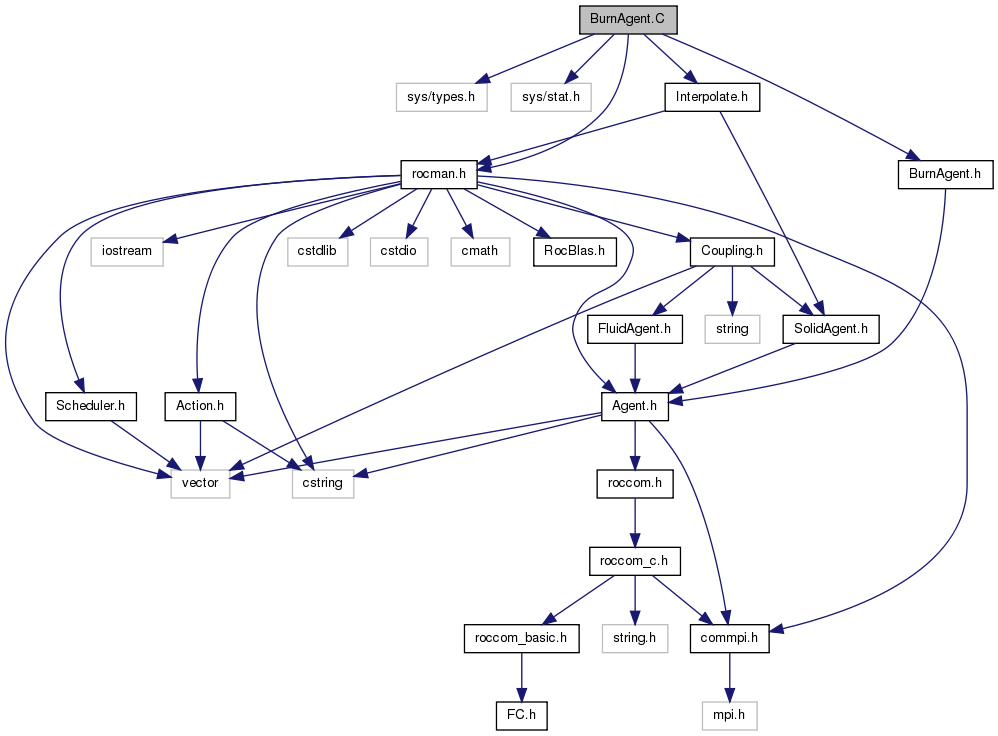 BurnAgent.C
sys/types.h
sys/stat.h
Interpolate.h
rocman.h
BurnAgent.h
iostream
cstdlib
cstdio
cmath
RocBlas.h
Coupling.h
FluidAgent.h
string
SolidAgent.h
Scheduler.h
Action.h
Agent.h
vector
cstring
roccom.h
roccom_c.h
roccom_basic.h
string.h
commpi.h
FC.h
mpi.h